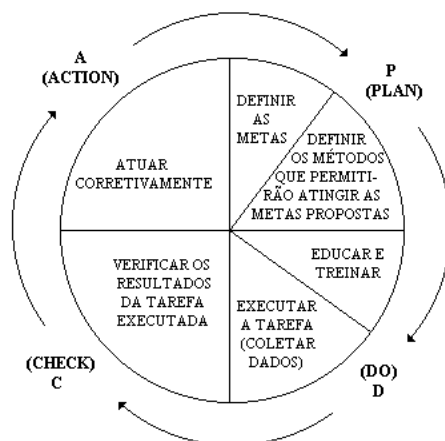 A
(ACTION)
P
(PLAN)
DEFINIR
AS
METAS
DEFINIR
OS MÉTODOS
QUE PERMITI-
RÃO ATINGIR AS
METAS PROPOSTAS
ATUAR
CORRETIVAMENTE
EDUCAR E
TREINAR
VERIFICAR OS
RESULTADOS
DA TAREFA
EXECUTADA
EXECUTAR
A TAREFA
(COLETAR
DADOS)
(CHECK)
C
(DO)
D